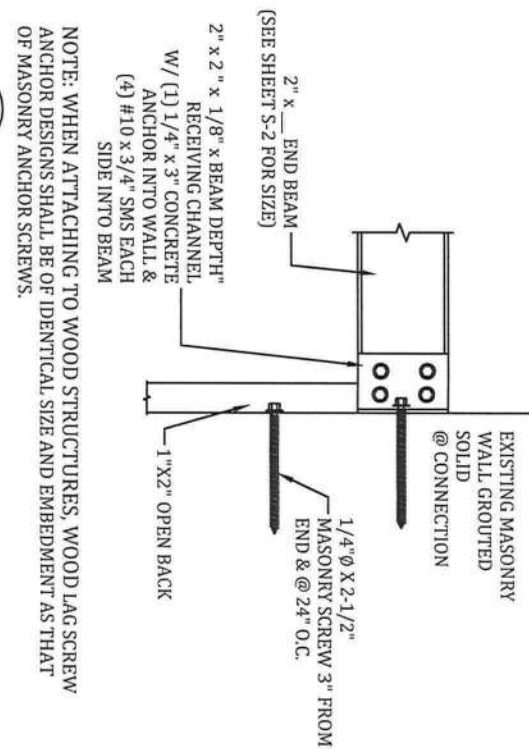 2" x __ END BEAM
(SEE SHEET S-2 FOR SIZE)
2" x 2 " x 1/8" x BEAM DEPTH"
RECEIVING CHANNEL
W/ (1) 1/4" x 3" CONCRETE
ANCHOR INTO WALL &
(4) #10 x 3/4" SMS EACH
SIDE INTO BEAM
EXISTING MASONRY
WALL GROUTED
SOLID
@ CONNECTION
1/4"Ø X 2-1/2"
MASONRY SCREW 3" FROM
END & @ 24" O.C.
1"X2" OPEN BACK
NOTE: WHEN ATTACHING TO WOOD STRUCTURES, WOOD LAG SCREW
ANCHOR DESIGNS SHALL BE OF IDENTICAL SIZE AND EMBEDMENT AS THAT
OF MASONRY ANCHOR SCREWS.